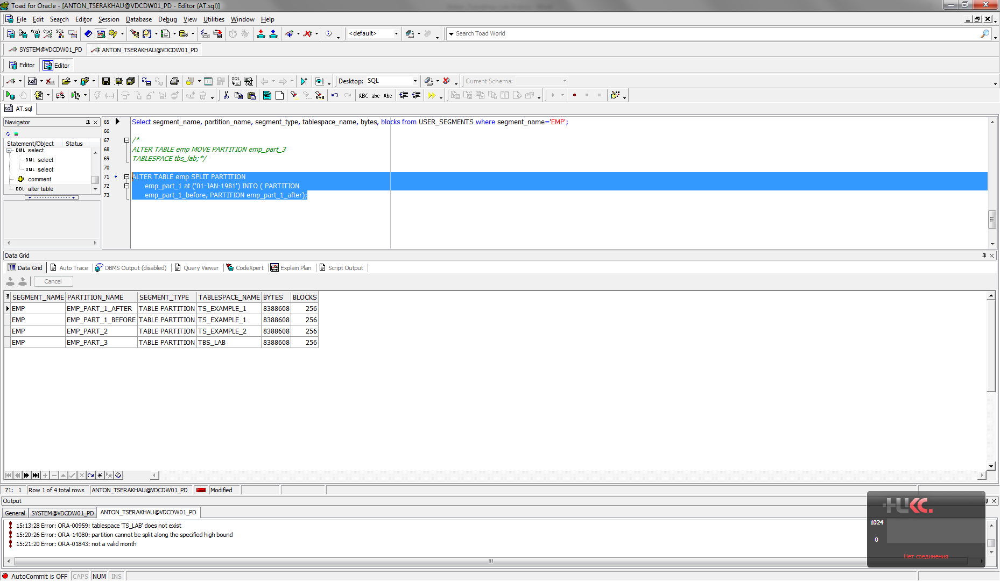 Toad for Oracle - [ANTON_TSERAKHAU@VDCDW01_PD - Editor (AT.sql)]
File Edit Search Editor Session Database Debug View Utilities Window Help
<default> Search Toad World
SYSTEM@VDCDW01_PD ANTON_TSERAKHAU@VDCDW01_PD
Editor Editor
Desktop: SQL Current Schema:
ABC abc Abc
AT.sql
Navigator
Statement/Object Status
DML select
DML select
DML select
comment
DDL alter table
65 Select segment_name, partition_name, segment_type, tablespace_name, bytes, blocks from USER_SEGMENTS where segment_name='EMP';
66
67 /*
68 ALTER TABLE emp MOVE PARTITION emp_part_3
69 TABLESPACE tbs_lab;*/
70
71 ALTER TABLE emp SPLIT PARTITION
72 emp_part_1 at ('01-JAN-1981') INTO ( PARTITION
73 emp_part_1_before, PARTITION emp_part_1_after);
Data Grid
Data Grid Auto Trace DBMS Output (disabled) Query Viewer CodeXpert Explain Plan Script Output
Cancel
SEGMENT_NAME PARTITION_NAME SEGMENT_TYPE TABLESPACE_NAME BYTES BLOCKS
EMP EMP_PART_1_AFTER TABLE PARTITION TS_EXAMPLE_1 8388608 256
EMP EMP_PART_1_BEFORE TABLE PARTITION TS_EXAMPLE_1 8388608 256
EMP EMP_PART_2 TABLE PARTITION TS_EXAMPLE_2 8388608 256
EMP EMP_PART_3 TABLE PARTITION TBS_LAB 8388608 256
71: 1 Row 1 of 4 total rows ANTON_TSERAKHAU@VDCDW01_PD Modified
Output
General SYSTEM@VDCDW01_PD ANTON_TSERAKHAU@VDCDW01_PD
15:13:28 Error: ORA-00959: tablespace 'TS_LAB' does not exist
15:20:26 Error: ORA-14080: partition cannot be split along the specified high bound
15:21:20 Error: ORA-01843: not a valid month
1024
0
Нет соединения
AutoCommit is OFF CAPS NUM INS